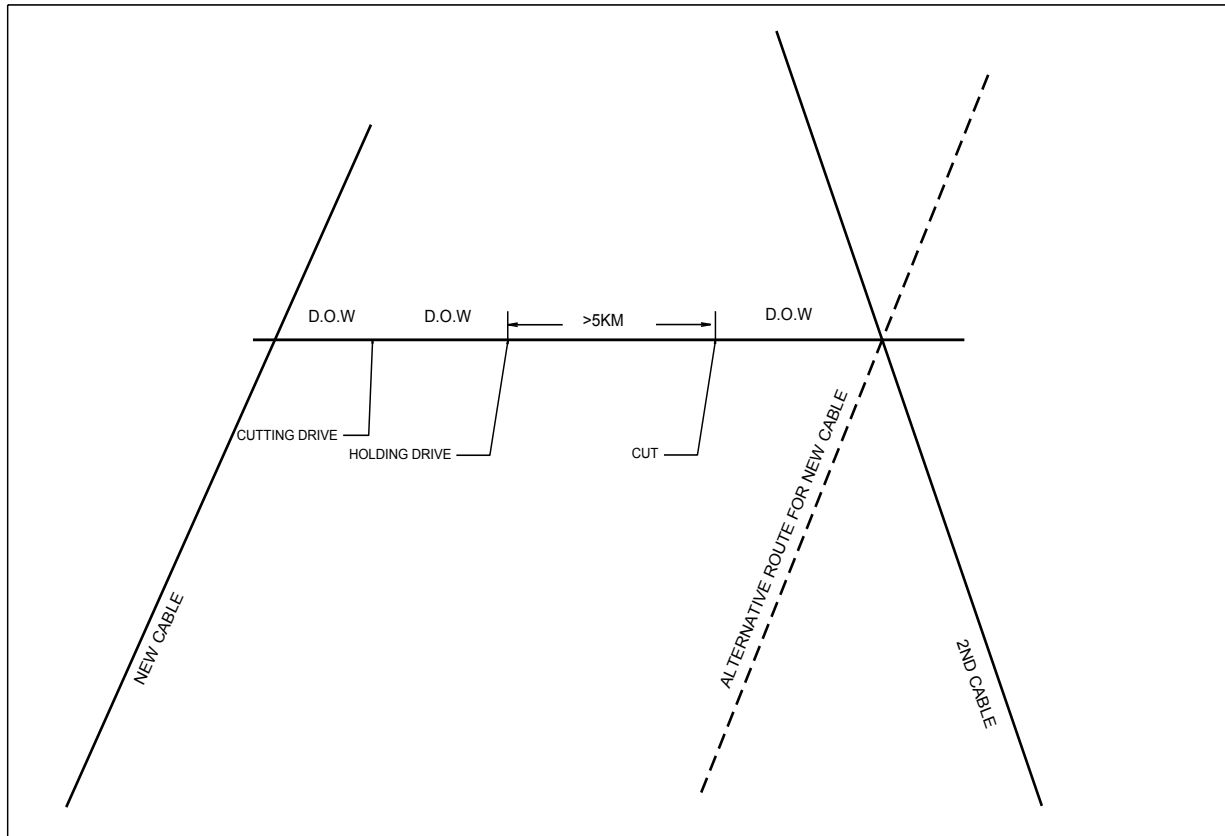 D.O.W
D.O.W
>5KM
D.O.W
CUTTING DRIVE
HOLDING DRIVE
CUT
NEW CABLE
ALTERNATIVE ROUTE FOR NEW CABLE
2ND CABLE